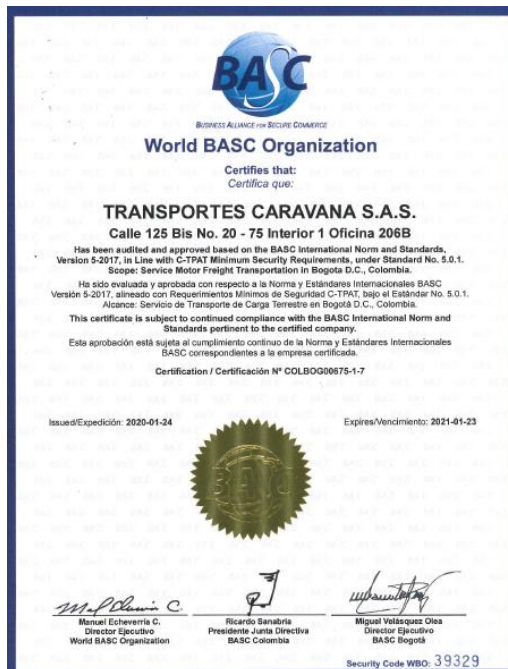 BASC
BUSINESS ALLIANCE FOR SECURE COMMERCE
World BASC Organization
Certifies that:
Certifica que:
TRANSPORTES CARAVANA S.A.S.
Calle 125 Bis No. 20 - 75 Interior 1 Oficina 206B
Has been audited and approved based on the BASC International Norm and Standards,
Version 5-2017, in Line with C-TPAT Minimum Security Requirements, under Standard No. 5.0.1.
Scope: Service Motor Freight Transportation in Bogota D.C., Colombia.
Ha sido evaluada y aprobada con respecto a la Norma y Estándares Internacionales BASC
Versión 5-2017, alineado con Requerimientos Mínimos de Seguridad C-TPAT, bajo el Estándar No. 5.0.1.
Alcance: Servicio de Transporte de Carga Terrestre en Bogotá D.C., Colombia.
This certificate is subject to continued compliance with the BASC International Norm and
Standards pertinent to the certified company.
Esta aprobación está sujeta al cumplimiento continuo de la Norma y Estándares Internacionales
BASC correspondientes a la empresa certificada.
Certification / Certificación Nº COLBOG00675-1-7
Issued/Expedición: 2020-01-24 Expires/Vencimiento: 2021-01-23
BASC
Manuel Echeverría C. Ricardo Sanabria Miguel Velásquez Olea
Director Ejecutivo Presidente Junta Directiva Director Ejecutivo
World BASC Organization BASC Colombia BASC Bogotá
Security Code WBO: 39329